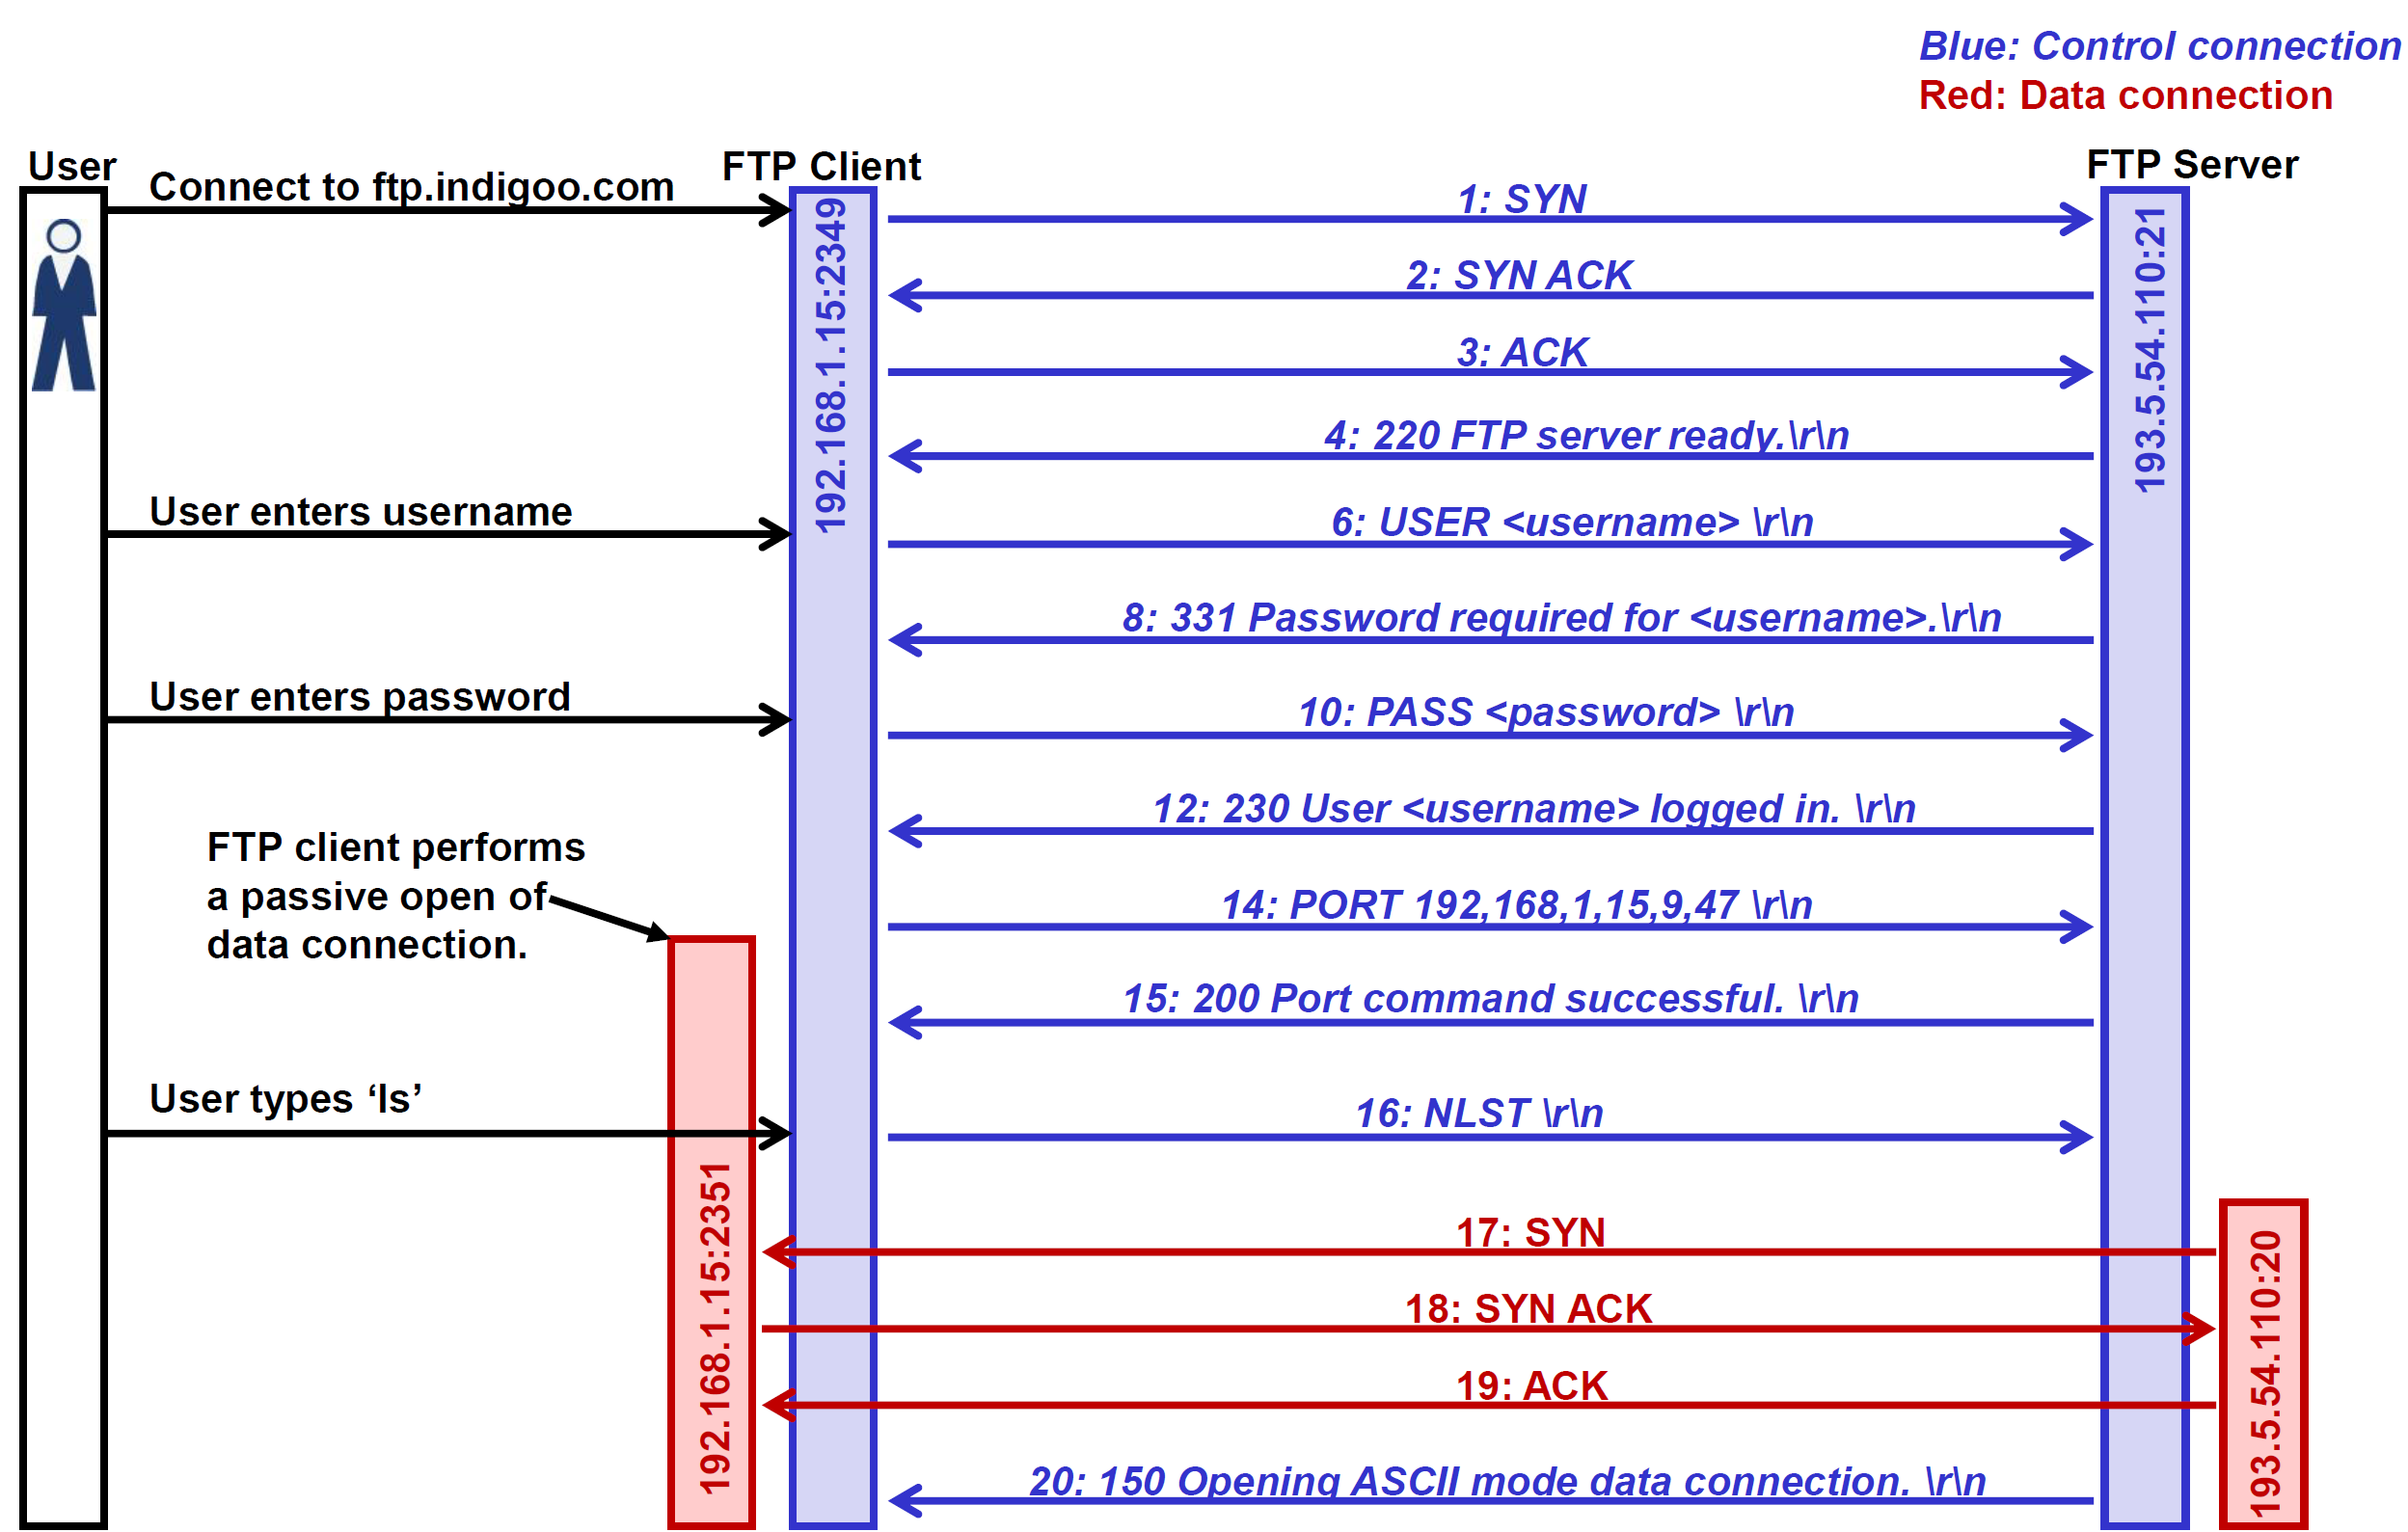 Blue: Control connection
Red: Data connection
User
FTP Client
FTP Server
Connect to ftp.indigoo.com
192.168.1.15:2349
193.5.54.110:21
1: SYN
2: SYN ACK
3: ACK
4: 220 FTP server ready.\r\n
User enters username
6: USER <username> \r\n
8: 331 Password required for <username>.\r\n
User enters password
10: PASS <password> \r\n
12: 230 User <username> logged in. \r\n
FTP client performs
a passive open of
data connection.
14: PORT 192,168,1,15,9,47 \r\n
15: 200 Port command successful. \r\n
User types ‘ls’
16: NLST \r\n
192.168.1.15:2351
193.5.54.110:20
17: SYN
18: SYN ACK
19: ACK
20: 150 Opening ASCII mode data connection. \r\n